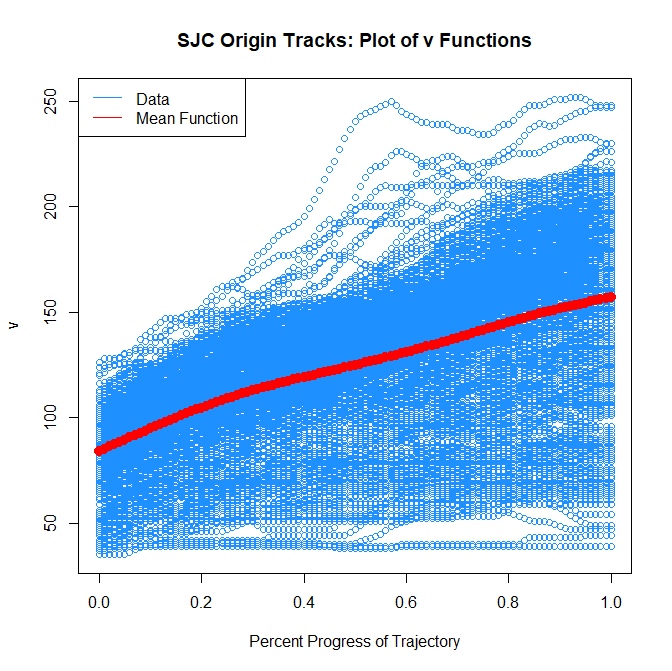 SJC Origin Tracks: Plot of v Functions
Data
Mean Function
250
200
150
100
50
v
0.0 0.2 0.4 0.6 0.8 1.0
Percent Progress of Trajectory